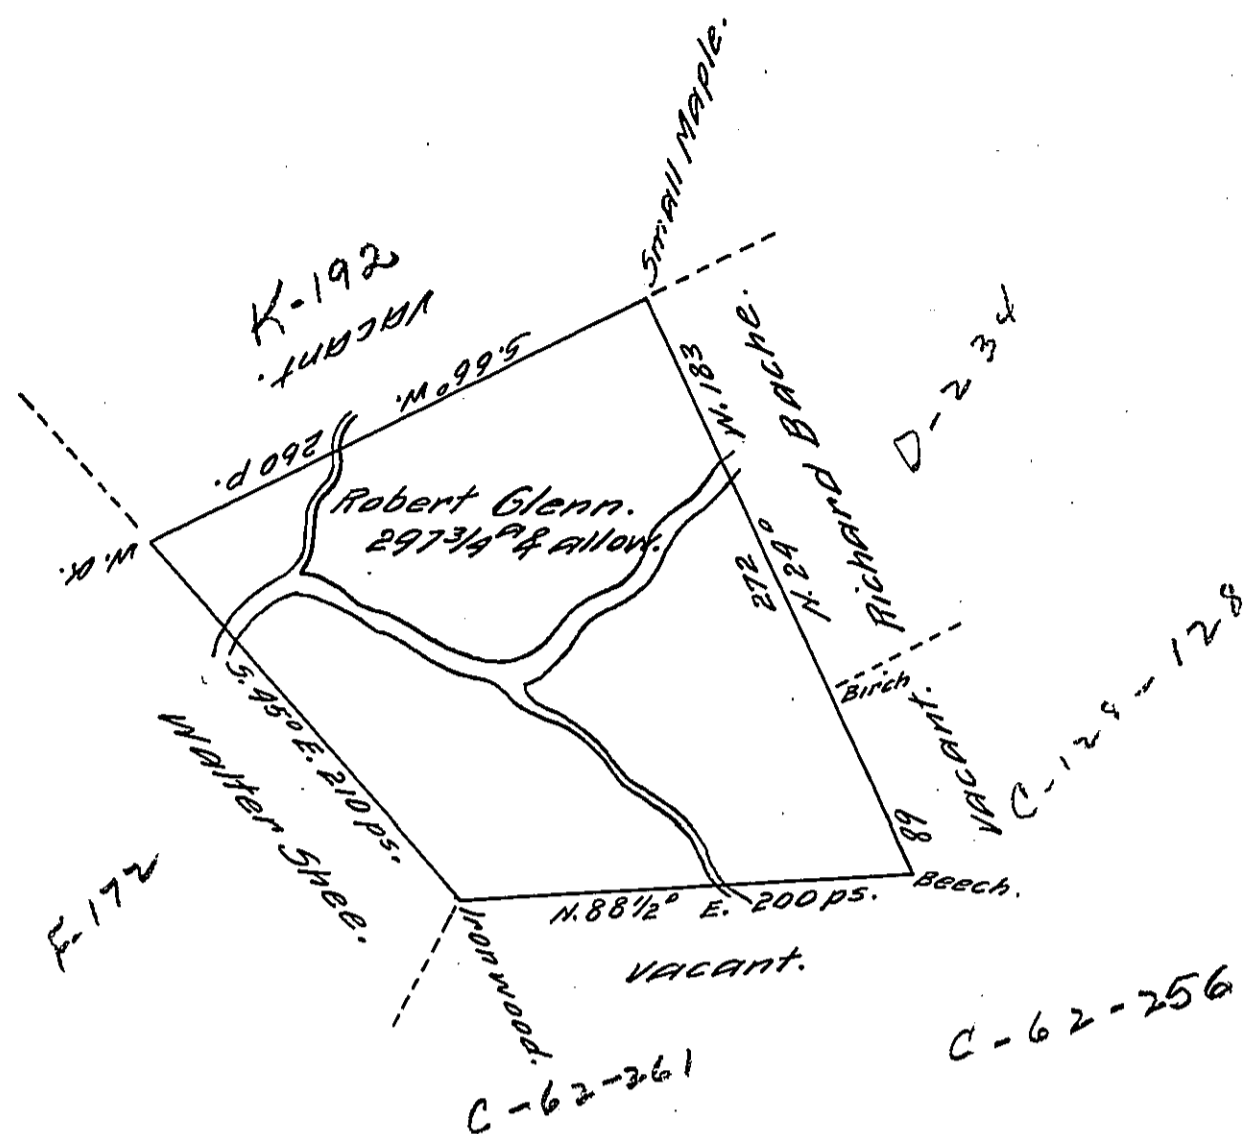 Small Maple.
K-192
vacant.
S. 66° W.
260 p.
W. O.
Robert Glenn.
297 3/4 a & allow.
N. 183
Richard Bache.
D-234
272
N. 24°
Birch
vacant.
C-128-128
89
Beech.
S. 45° E. 210 ps.
Walter Shee.
F-172
N. 88 1/2° E. 200 ps.
vacant.
Ironwood.
C-62-256
C-62-261